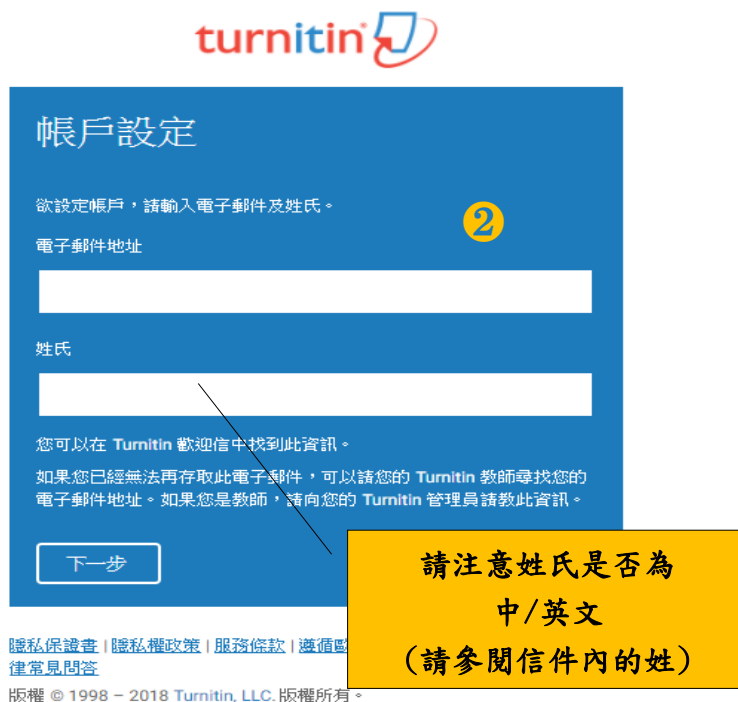 turnitin
帳戶設定
欲設定帳戶，請輸入電子郵件及姓氏。
2
電子郵件地址
姓氏
您可以在 Turnitin 歡迎信中找到此資訊。
如果您已經無法再存取此電子郵件，可以請您的 Turnitin 教師尋找您的
電子郵件地址。如果您是教師，請向您的 Turnitin 管理員請教此資訊。
下一步
請注意姓氏是否為
中/英文
(請參閱信件內的姓)
隱私保證書 | 隱私權政策 | 服務條款 | 遵循歐
律常見問答
版權 © 1998 – 2018 Turnitin, LLC. 版權所有。